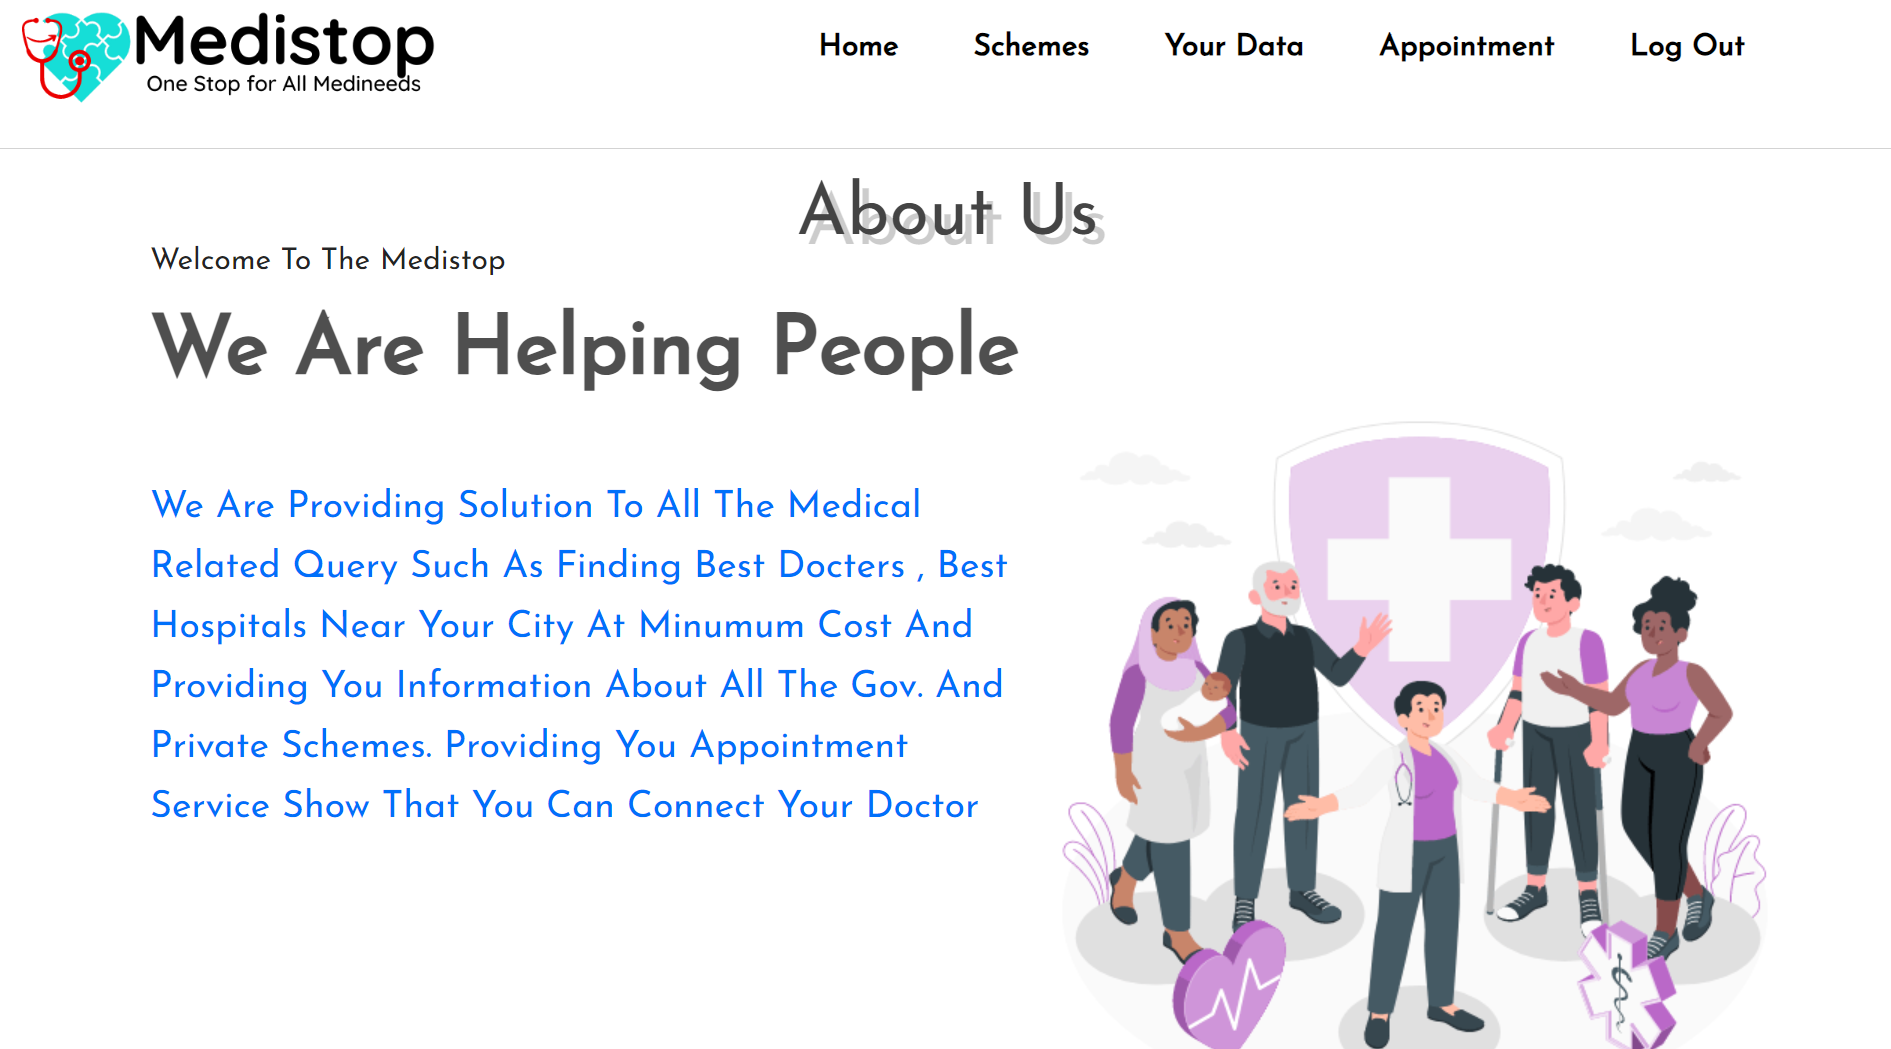 Medistop
One Stop for All Medineeds
Home Schemes Your Data Appointment Log Out
About Us
Welcome To The Medistop
We Are Helping People
We Are Providing Solution To All The Medical
Related Query Such As Finding Best Docters , Best
Hospitals Near Your City At Minumum Cost And
Providing You Information About All The Gov. And
Private Schemes. Providing You Appointment
Service Show That You Can Connect Your Doctor